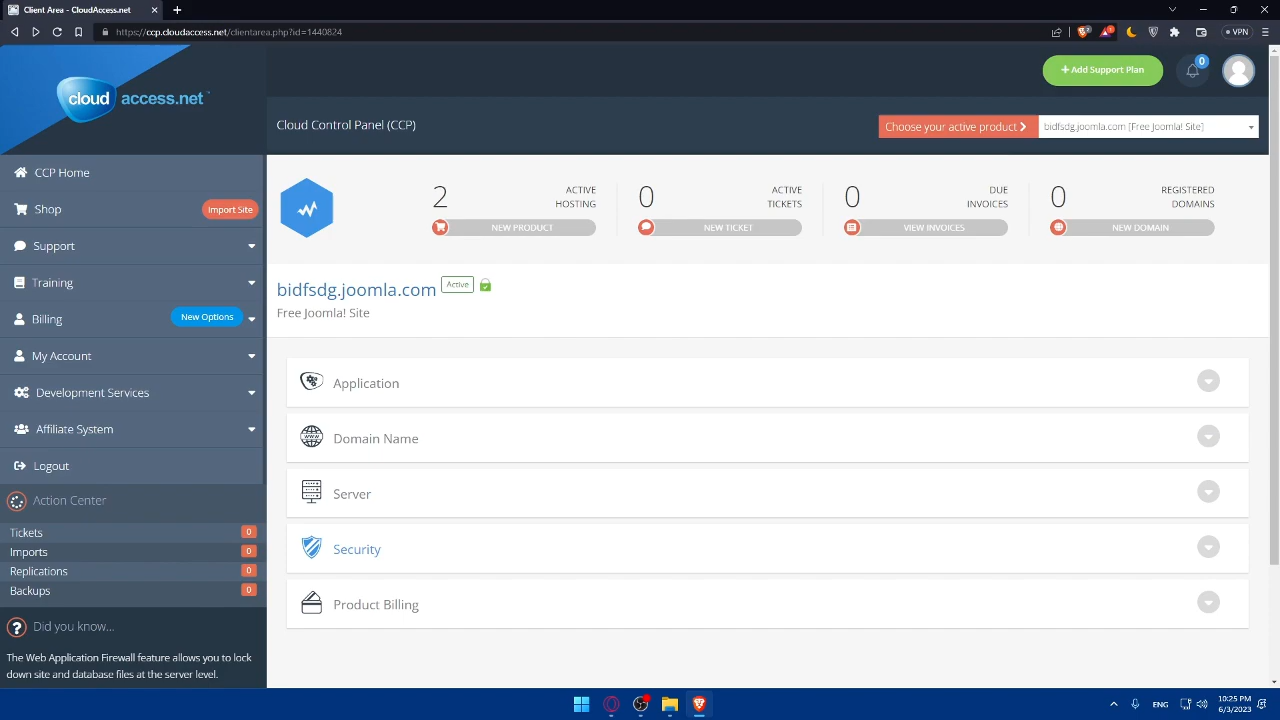 Client Area - CloudAccess.net
https://ccp.cloudaccess.net/clientarea.php?id=1440824
2
1
VPN
cloudaccess.net
Add Support Plan
0
Cloud Control Panel (CCP)
Choose your active product
bidfsdg.joomla.com [Free Joomla! Site]
CCP Home
Shop
Import Site
Support
Training
Billing
New Options
My Account
Development Services
Affiliate System
Logout
Action Center
Tickets 0
Imports 0
Replications 0
Backups 0
Did you know...
The Web Application Firewall feature allows you to lock
down site and database files at the server level.
2 ACTIVE HOSTING
NEW PRODUCT
0 ACTIVE TICKETS
NEW TICKET
0 DUE INVOICES
VIEW INVOICES
0 REGISTERED DOMAINS
NEW DOMAIN
bidfsdg.joomla.com
Active
Free Joomla! Site
Application
Domain Name
Server
Security
Product Billing
ENG
10:25 PM
6/3/2023